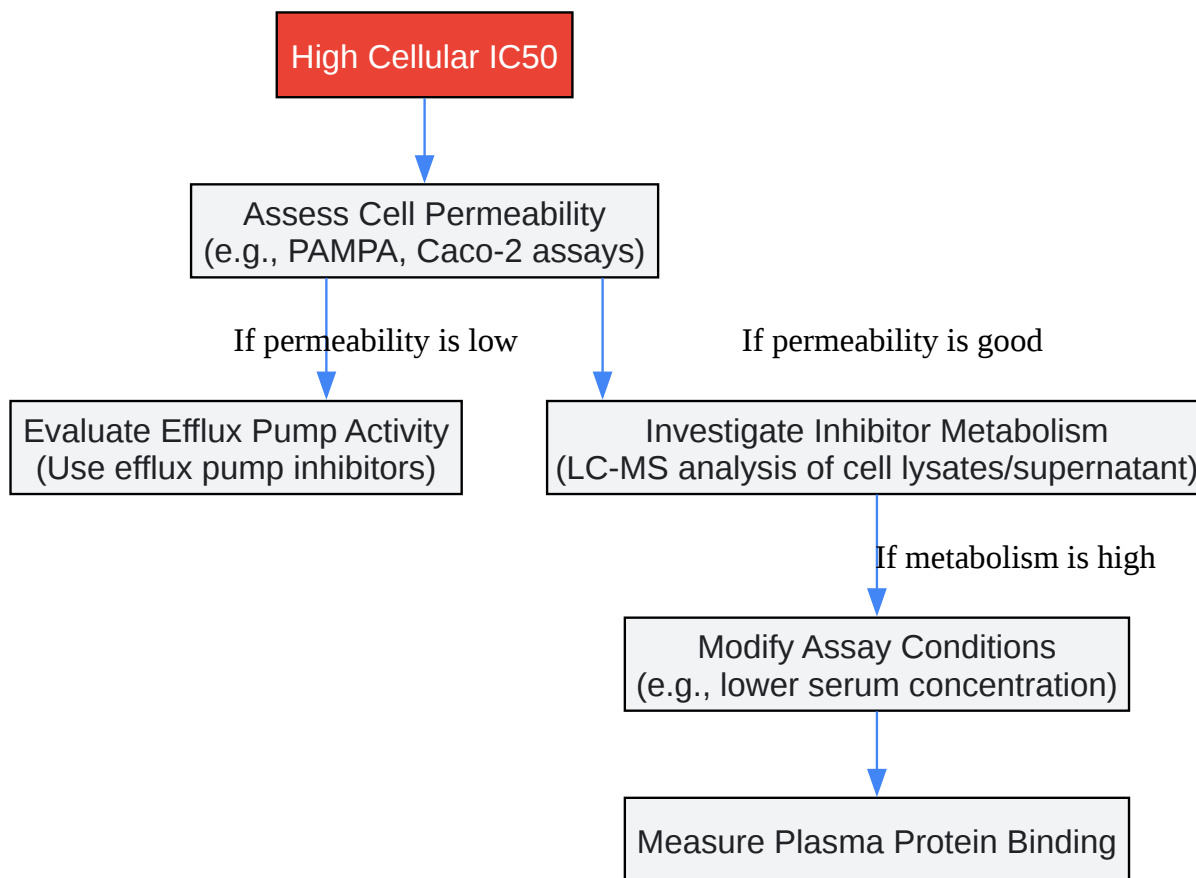 High Cellular IC50
Assess Cell Permeability
(e.g., PAMPA, Caco-2 assays)
If permeability is low
If permeability is good
Evaluate Efflux Pump Activity
(Use efflux pump inhibitors)
Investigate Inhibitor Metabolism
(LC-MS analysis of cell lysates/supernatant)
If metabolism is high
Modify Assay Conditions
(e.g., lower serum concentration)
Measure Plasma Protein Binding